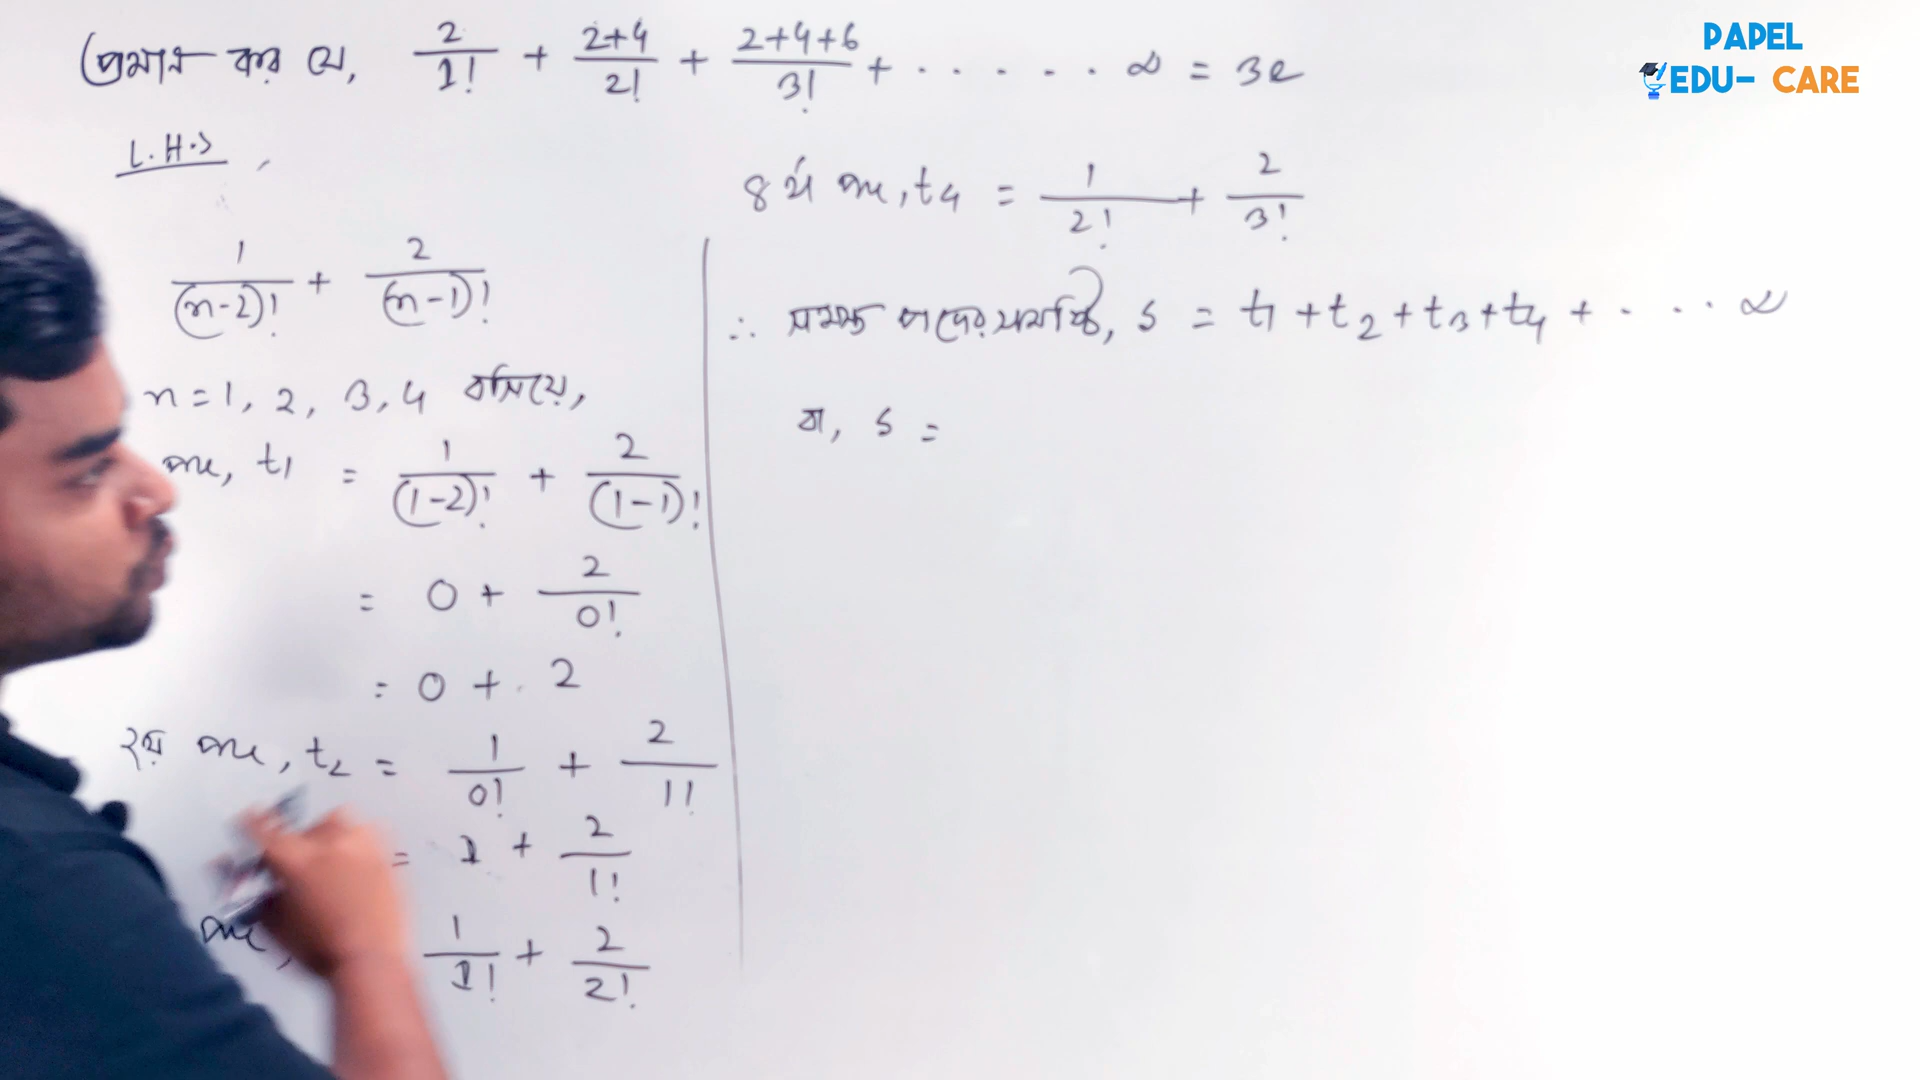 প্রমাণ কর যে, 2/1! + 2+4/2! + 2+4+6/3! + ..... ∞ = 3e
L.H.S ,
1/(n-2)! + 2/(n-1)!
n = 1, 2, 3, 4 বসিয়ে,
পদ, t1 = 1/(1-2)! + 2/(1-1)!
= 0 + 2/0!
= 0 + 2
২য় পদ, t2 = 1/0! + 2/1!
= 1 + 2/1!
পদ, 1/1! + 2/2!
৪র্থ পদ, t4 = 1/2! + 2/3!
∴ সমস্ত পদের সমষ্টি, S = t1 + t2 + t3 + t4 + ... ∞
বা, S =
PAPEL
EDU- CARE